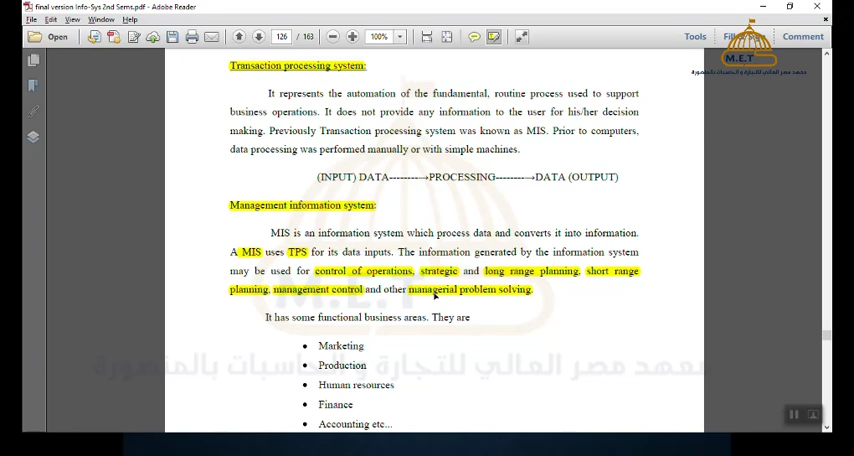 final version Info-Sys 2nd Sems.pdf - Adobe Reader
File Edit View Window Help
Open 126 / 163 100% Tools Comment
M.E.T
معهد مصر العالي للتجارة والحاسبات بالمنصورة
Transaction processing system:
It represents the automation of the fundamental, routine process used to support
business operations. It does not provide any information to the user for his/her decision
making. Previously Transaction processing system was known as MIS. Prior to computers,
data processing was performed manually or with simple machines.
(INPUT) DATA--------→PROCESSING--------→DATA (OUTPUT)
Management information system:
MIS is an information system which process data and converts it into information.
A MIS uses TPS for its data inputs. The information generated by the information system
may be used for control of operations, strategic and long range planning, short range
planning, management control and other managerial problem solving.
M.E.T
It has some functional business areas. They are
• Marketing
معهد مصر العالي للتجارة والحاسبات بالمنصورة
• Production
• Human resources
• Finance
• Accounting etc...